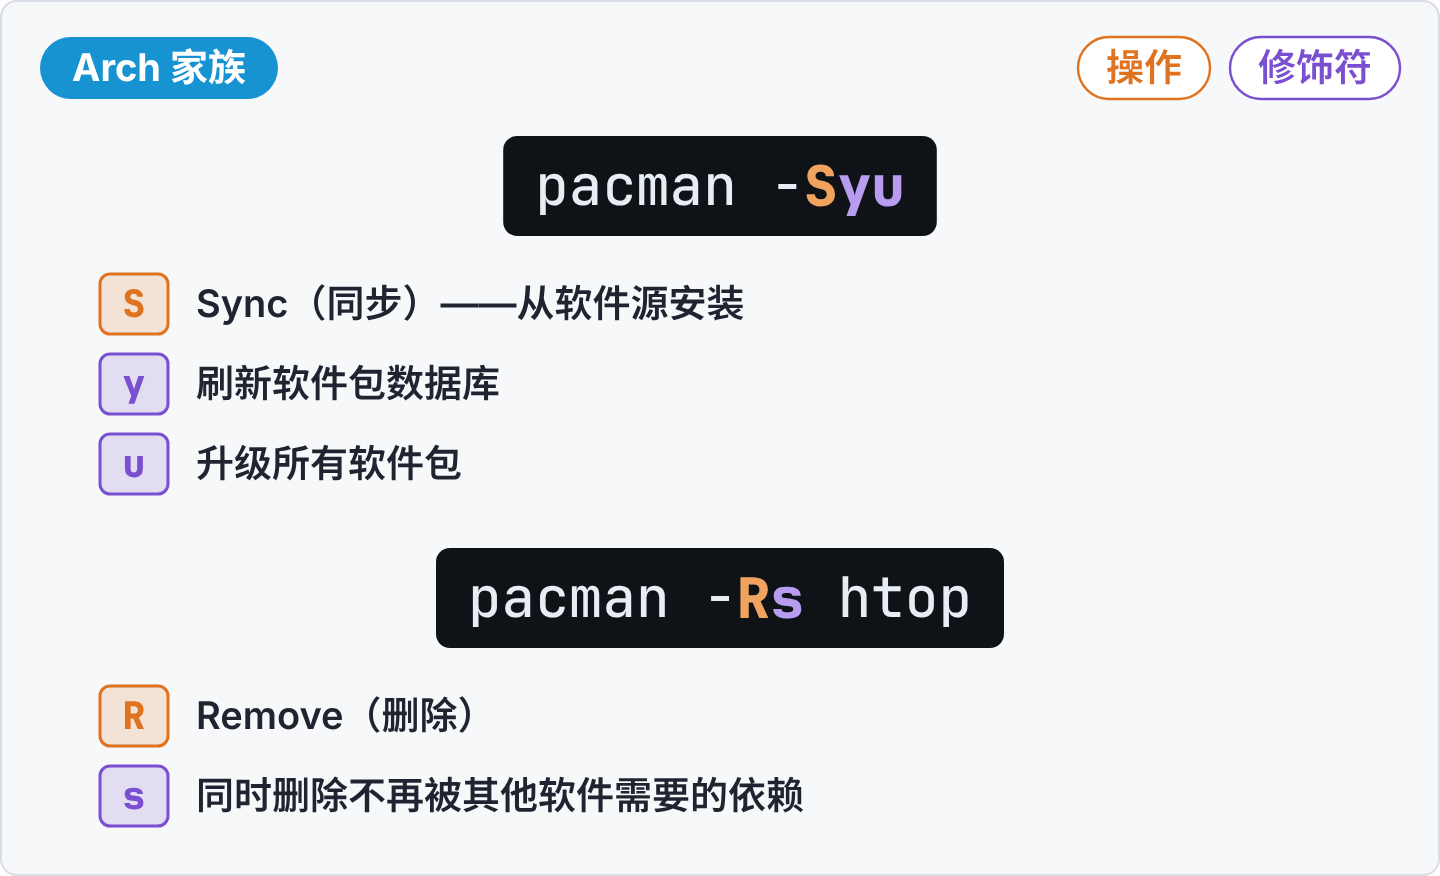 Arch 家族
操作
修饰符
pacman -Syu
S Sync（同步）——从软件源安装
y 刷新软件包数据库
u 升级所有软件包
pacman -Rs htop
R Remove（删除）
s 同时删除不再被其他软件需要的依赖